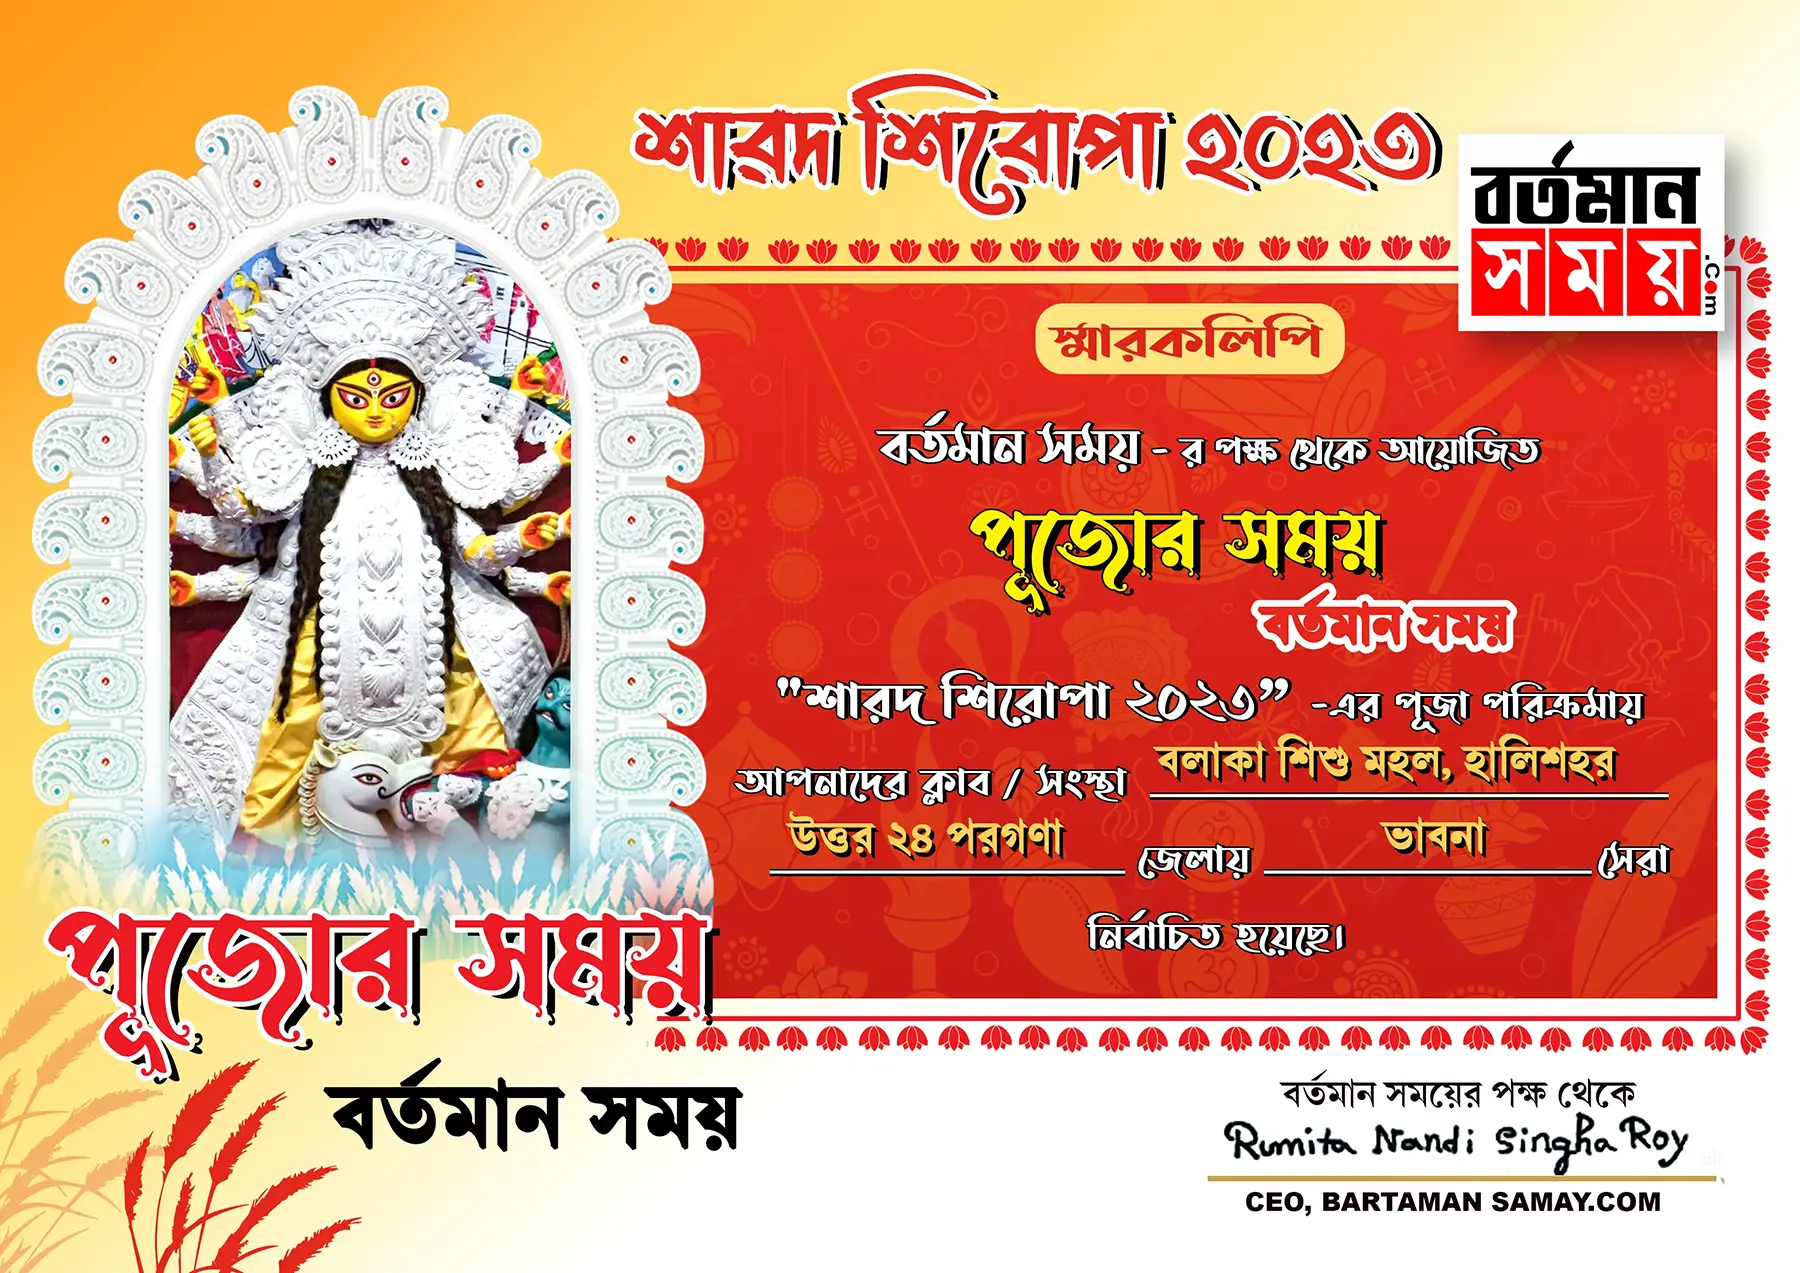 শারদ শিরোপা ২০২৩
বর্তমান
সময়
.com
স্মারকলিপি
বর্তমান সময় - র পক্ষ থেকে আয়োজিত
পূজোর সময়
বর্তমান সময়
"শারদ শিরোপা ২০২৩” -এর পূজা পরিক্রমায়
আপনাদের ক্লাব / সংস্থা বলাকা শিশু মহল, হালিশহর
উত্তর ২৪ পরগণা জেলায় ভাবনা সেরা
নির্বাচিত হয়েছে।
পূজোর সময়
বর্তমান সময়
বর্তমান সময়ের পক্ষ থেকে
Rumita Nandi Singha Roy
CEO, BARTAMAN SAMAY.COM